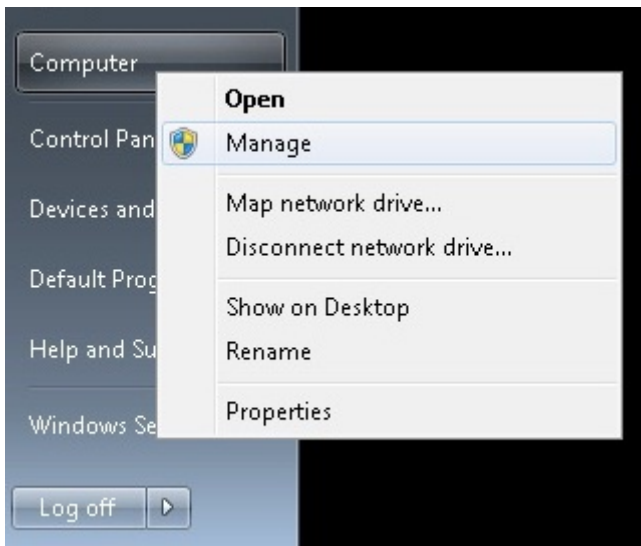 Computer
Open
Control Pan
Manage
Devices and
Map network drive...
Disconnect network drive...
Default Prog
Show on Desktop
Help and Su
Rename
Windows Se
Properties
Log off